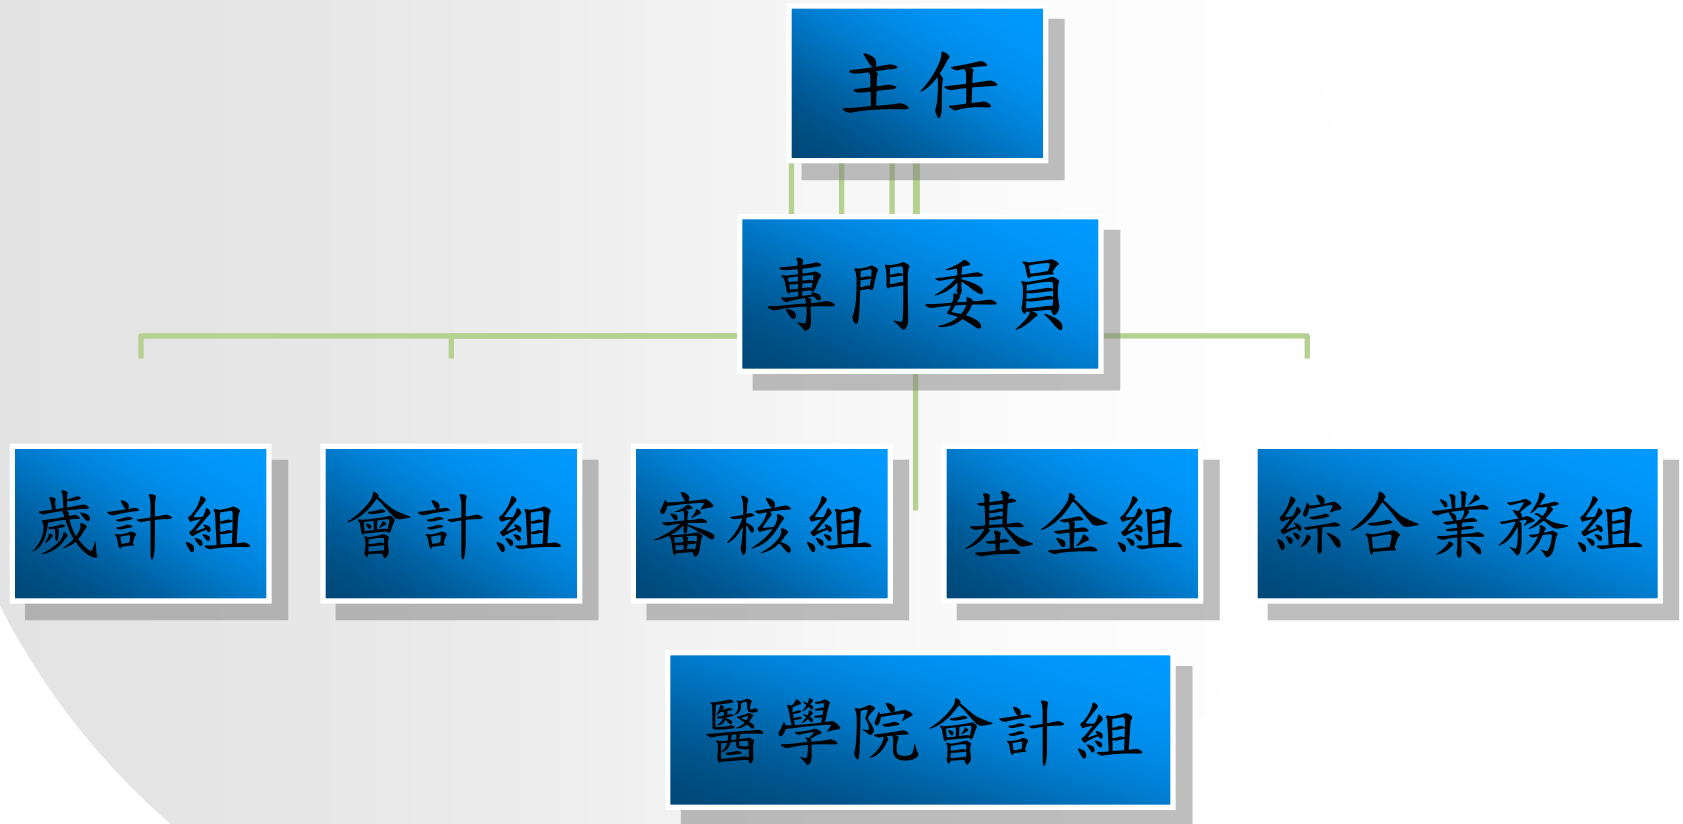 主任
專門委員
歲計組
會計組
審核組
基金組
綜合業務組
醫學院會計組